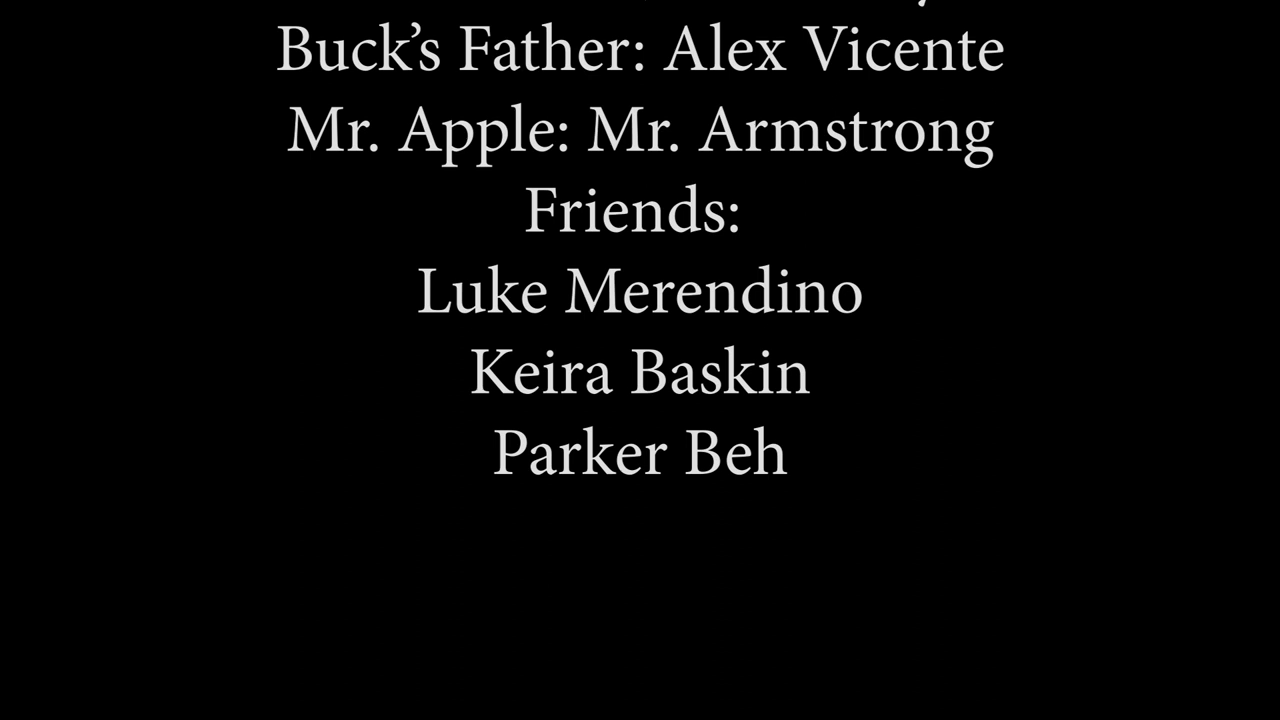 Buck’s Father: Alex Vicente
Mr. Apple: Mr. Armstrong
Friends:
Luke Merendino
Keira Baskin
Parker Beh